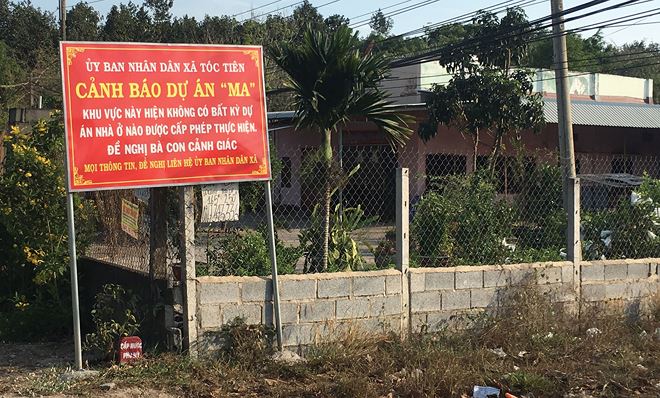 ỦY BAN NHÂN DÂN XÃ TÓC TIÊN
CẢNH BÁO DỰ ÁN "MA"
KHU VỰC NÀY HIỆN KHÔNG CÓ BẤT KỲ DỰ
ÁN NHÀ Ở NÀO ĐƯỢC CẤP PHÉP THỰC HIỆN.
ĐỀ NGHỊ BÀ CON CẢNH GIÁC
MỌI THÔNG TIN, ĐỀ NGHỊ LIÊN HỆ ỦY BAN NHÂN DÂN XÃ
CẤP NƯỚC